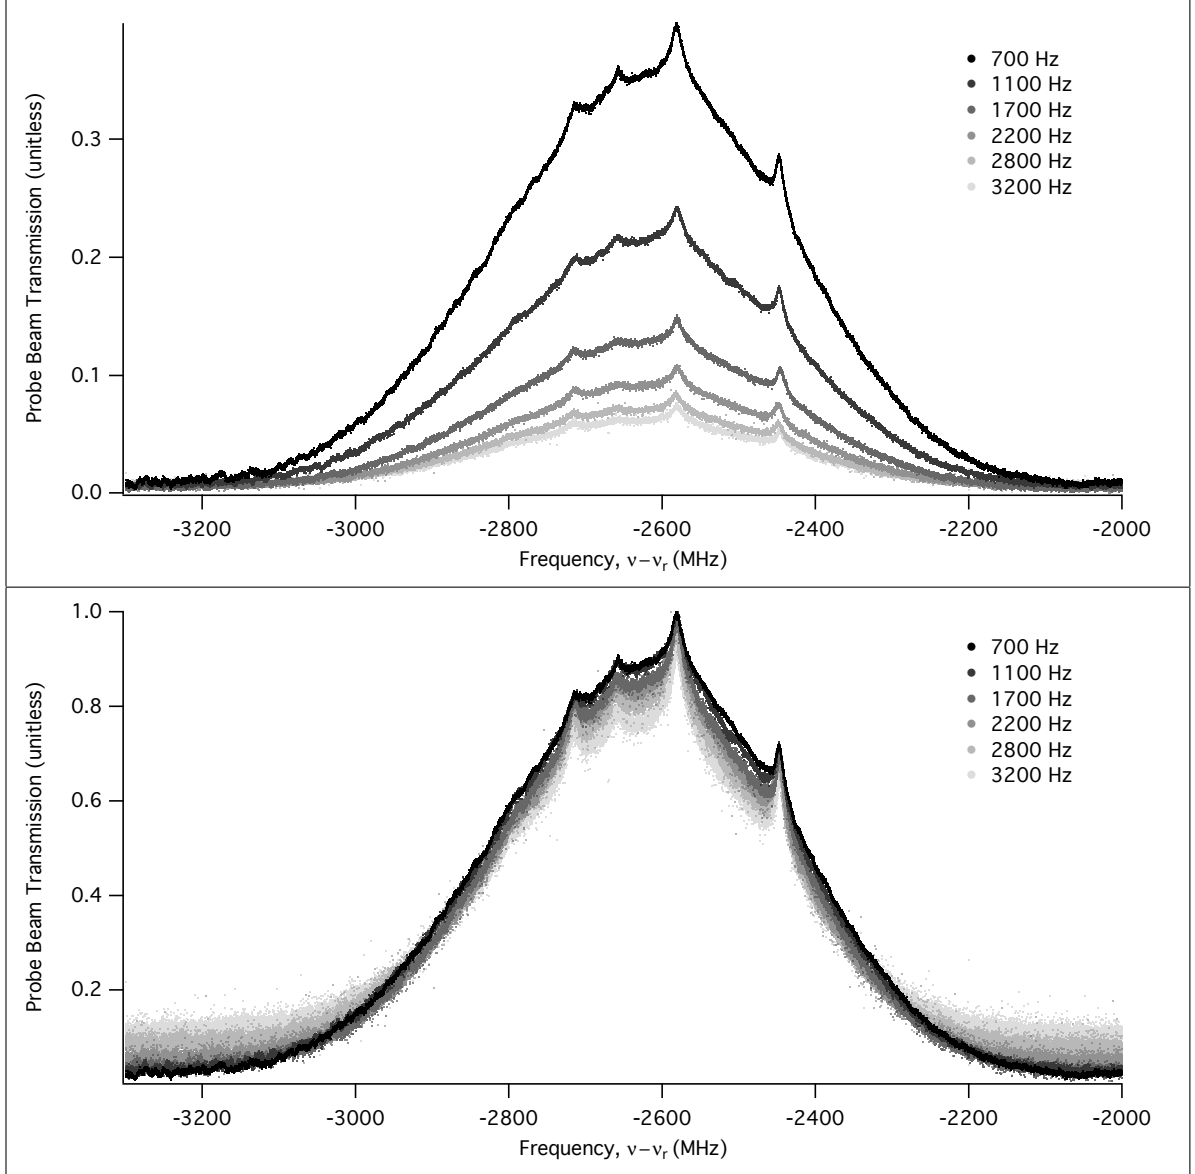 Probe Beam Transmission (unitless)
0.3
0.2
0.1
0.0
700 Hz
1100 Hz
1700 Hz
2200 Hz
2800 Hz
3200 Hz
-3200 -3000 -2800 -2600 -2400 -2200 -2000
Frequency, ν−νr (MHz)
Probe Beam Transmission (unitless)
1.0
0.8
0.6
0.4
0.2
700 Hz
1100 Hz
1700 Hz
2200 Hz
2800 Hz
3200 Hz
-3200 -3000 -2800 -2600 -2400 -2200 -2000
Frequency, ν−νr (MHz)